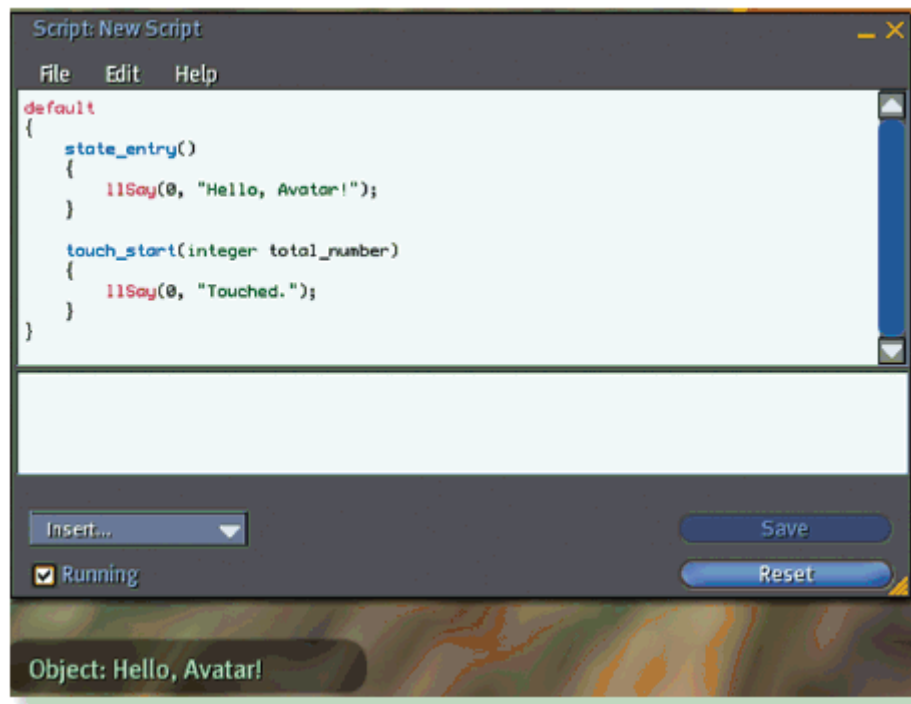 Script: New Script
File Edit Help
default
{
    state_entry()
    {
        llSay(0, "Hello, Avatar!");
    }

    touch_start(integer total_number)
    {
        llSay(0, "Touched.");
    }
}
Insert...
Save
Running
Reset
Object: Hello, Avatar!